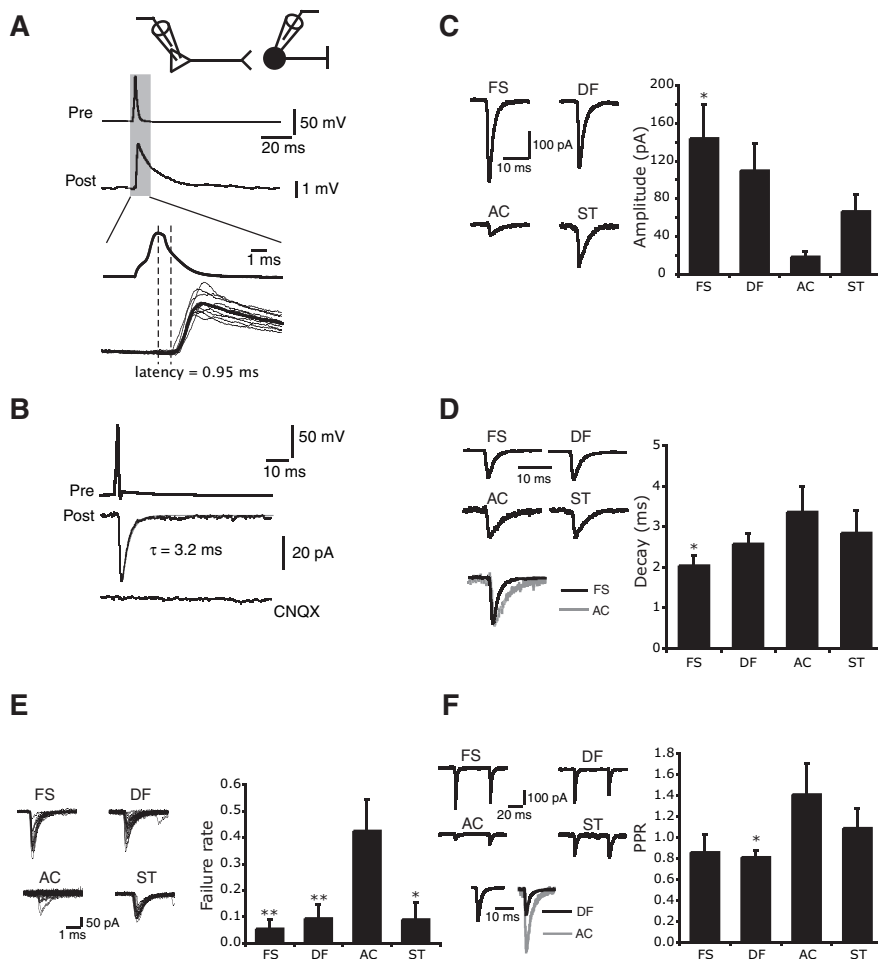 A
Pre
50 mV
20 ms
Post
1 mV
1 ms
latency = 0.95 ms
B
50 mV
10 ms
Pre
Post
τ = 3.2 ms
20 pA
CNQX
C
FS
DF
100 pA
10 ms
AC
ST
Amplitude (pA)
200
160
120
80
40
0
*
FS
DF
AC
ST
D
FS
DF
10 ms
AC
ST
FS
AC
Decay (ms)
5
4
3
2
1
0
*
FS
DF
AC
ST
E
FS
DF
AC
ST
50 pA
1 ms
Failure rate
0.6
0.5
0.4
0.3
0.2
0.1
0.0
**
**
*
FS
DF
AC
ST
F
FS
DF
100 pA
20 ms
AC
ST
10 ms
DF
AC
PPR
1.8
1.6
1.4
1.2
1.0
0.8
0.6
0.4
0.2
0.0
*
FS
DF
AC
ST